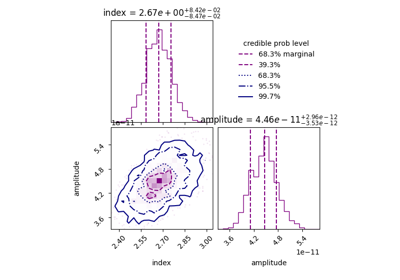 index = 2.67e + 00 +8.42e − 02 −8.47e − 02
credible prob level
68.3% marginal
39.3%
68.3%
95.5%
99.7%
1e−11
amplitude = 4.46e − 11 +2.96e − 12 −3.53e − 12
5.4
4.8
4.2
3.6
amplitude
2.40 2.55 2.70 2.85 3.00
index
3.6 4.2 4.8 5.4
1e−11
amplitude